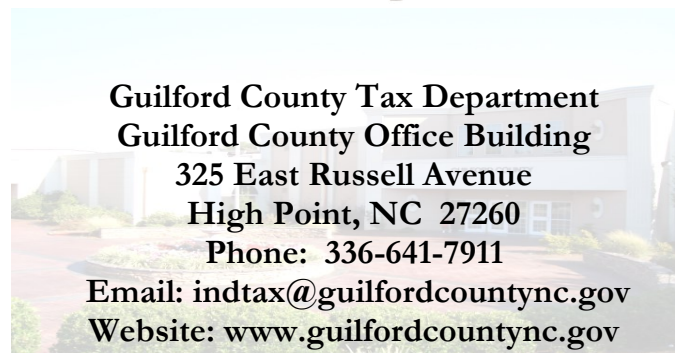 Guilford County Tax Department
Guilford County Office Building
325 East Russell Avenue
High Point, NC 27260
Phone: 336-641-7911
Email: indtax@guilfordcountync.gov
Website: www.guilfordcountync.gov